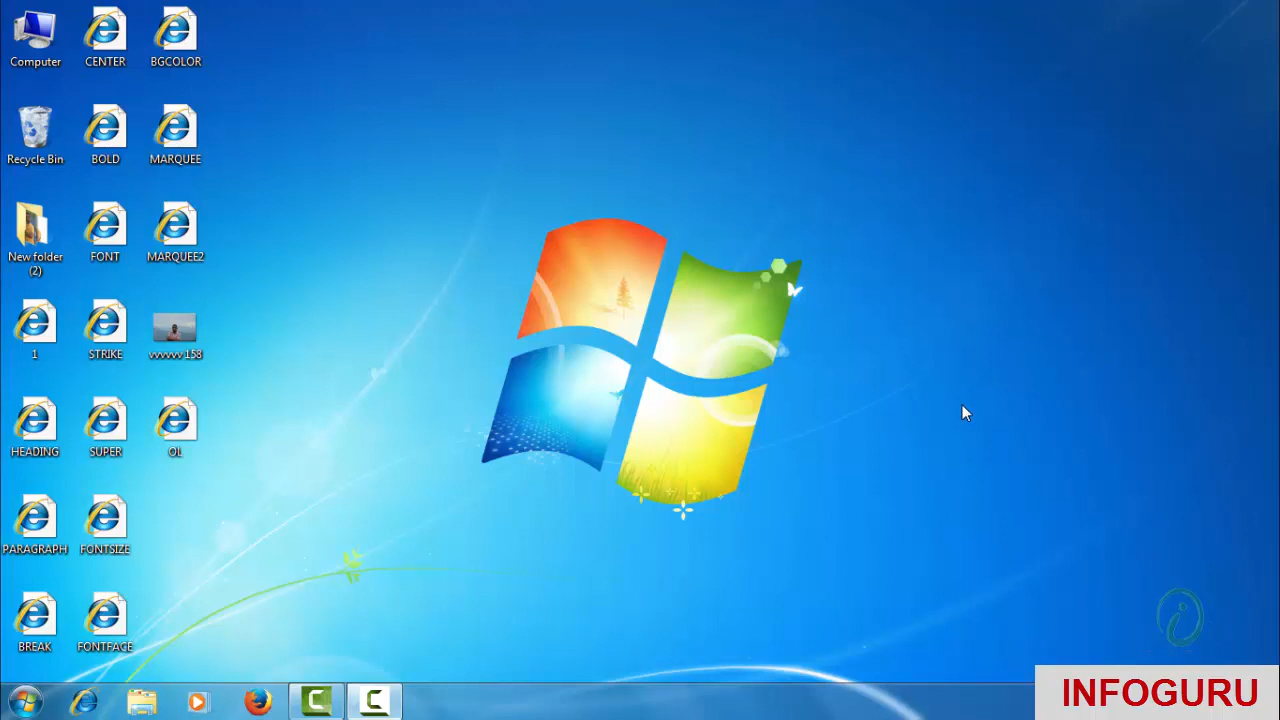 Computer
CENTER
BGCOLOR
Recycle Bin
BOLD
MARQUEE
New folder
(2)
FONT
MARQUEE2
1
STRIKE
vvvvvv 158
HEADING
SUPER
OL
PARAGRAPH
FONTSIZE
BREAK
FONTFACE
INFOGURU